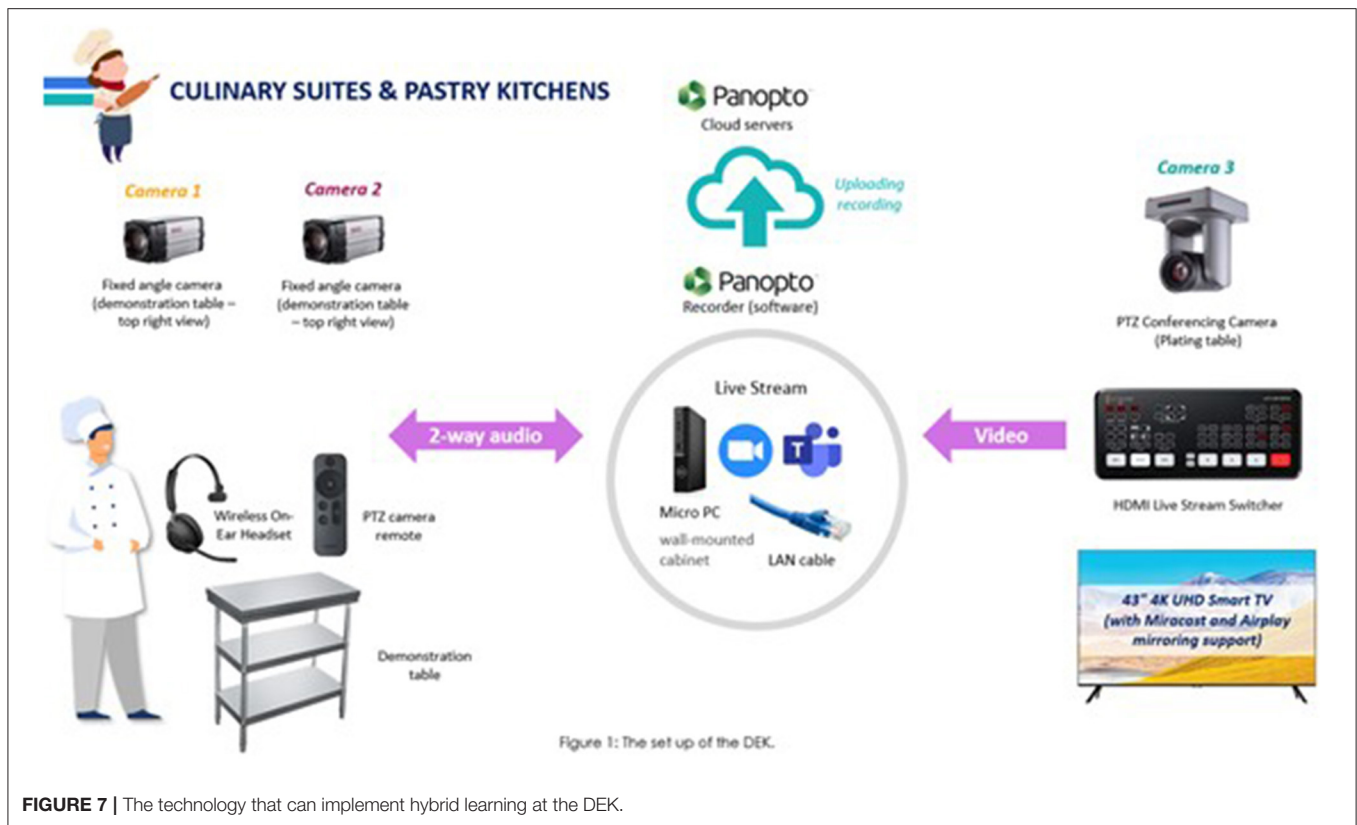 CULINARY SUITES & PASTRY KITCHENS
Panopto
Cloud servers
Uploading
recording
Camera 1
Fixed angle camera
(demonstration table –
top right view)
Camera 2
Fixed angle camera
(demonstration table
– top right view)
Panopto
Recorder (software)
Camera 3
PTZ Conferencing Camera
(Plating table)
2-way audio
Live Stream
Micro PC
wall-mounted
cabinet
LAN cable
Video
HDMI Live Stream Switcher
Wireless On-
Ear Headset
PTZ camera
remote
Demonstration
table
43" 4K UHD Smart TV
(with Miracast and Airplay
mirroring support)
Figure 1: The set up of the DEK.
FIGURE 7 | The technology that can implement hybrid learning at the DEK.